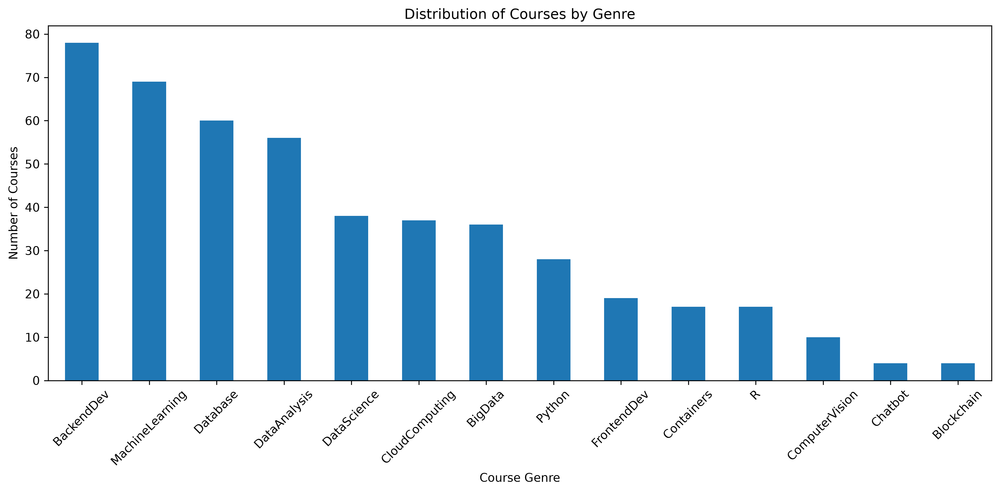 Distribution of Courses by Genre
Number of Courses
80
70
60
50
40
30
20
10
0
BackendDev
MachineLearning
Database
DataAnalysis
DataScience
CloudComputing
BigData
Python
FrontendDev
Containers
R
ComputerVision
Chatbot
Blockchain
Course Genre